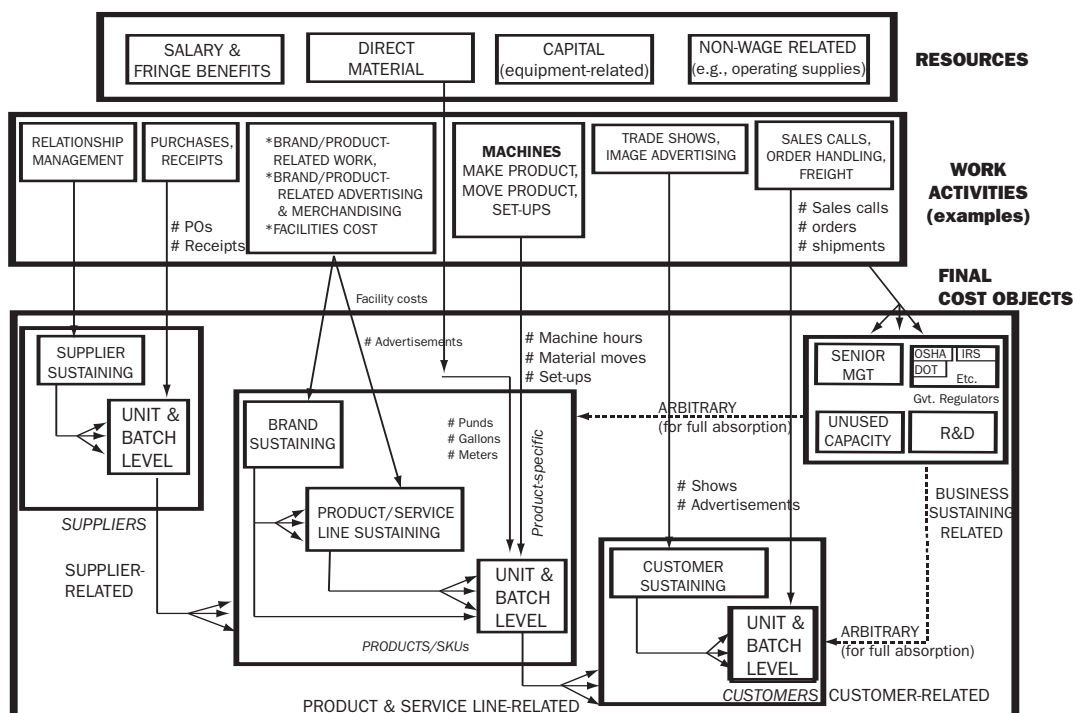 SALARY &
FRINGE BENEFITS
DIRECT
MATERIAL
CAPITAL
(equipment-related)
NON-WAGE RELATED
(e.g., operating supplies)
RESOURCES
RELATIONSHIP
MANAGEMENT
PURCHASES,
RECEIPTS
*BRAND/PRODUCT-
RELATED WORK,
*BRAND/PRODUCT-
RELATED ADVERTISING
& MERCHANDISING
*FACILITIES COST
MACHINES
MAKE PRODUCT,
MOVE PRODUCT,
SET-UPS
TRADE SHOWS,
IMAGE ADVERTISING
SALES CALLS,
ORDER HANDLING,
FREIGHT
WORK
ACTIVITIES
(examples)
# POs
# Receipts
# Sales calls
# orders
# shipments
FINAL
COST OBJECTS
Facility costs
# Advertisements
# Machine hours
# Material moves
# Set-ups
SUPPLIER
SUSTAINING
UNIT &
BATCH
LEVEL
SUPPLIERS
SUPPLIER-
RELATED
BRAND
SUSTAINING
# Punds
# Gallons
# Meters
Product-specific
PRODUCT/SERVICE
LINE SUSTAINING
UNIT &
BATCH
LEVEL
PRODUCTS/SKUs
PRODUCT & SERVICE LINE-RELATED
ARBITRARY
(for full absorption)
# Shows
# Advertisements
SENIOR
MGT
OSHA
IRS
DOT
Etc.
Gvt. Regulators
UNUSED
CAPACITY
R&D
BUSINESS
SUSTAINING
RELATED
CUSTOMER
SUSTAINING
UNIT &
BATCH
LEVEL
ARBITRARY
(for full absorption)
CUSTOMERS
CUSTOMER-RELATED